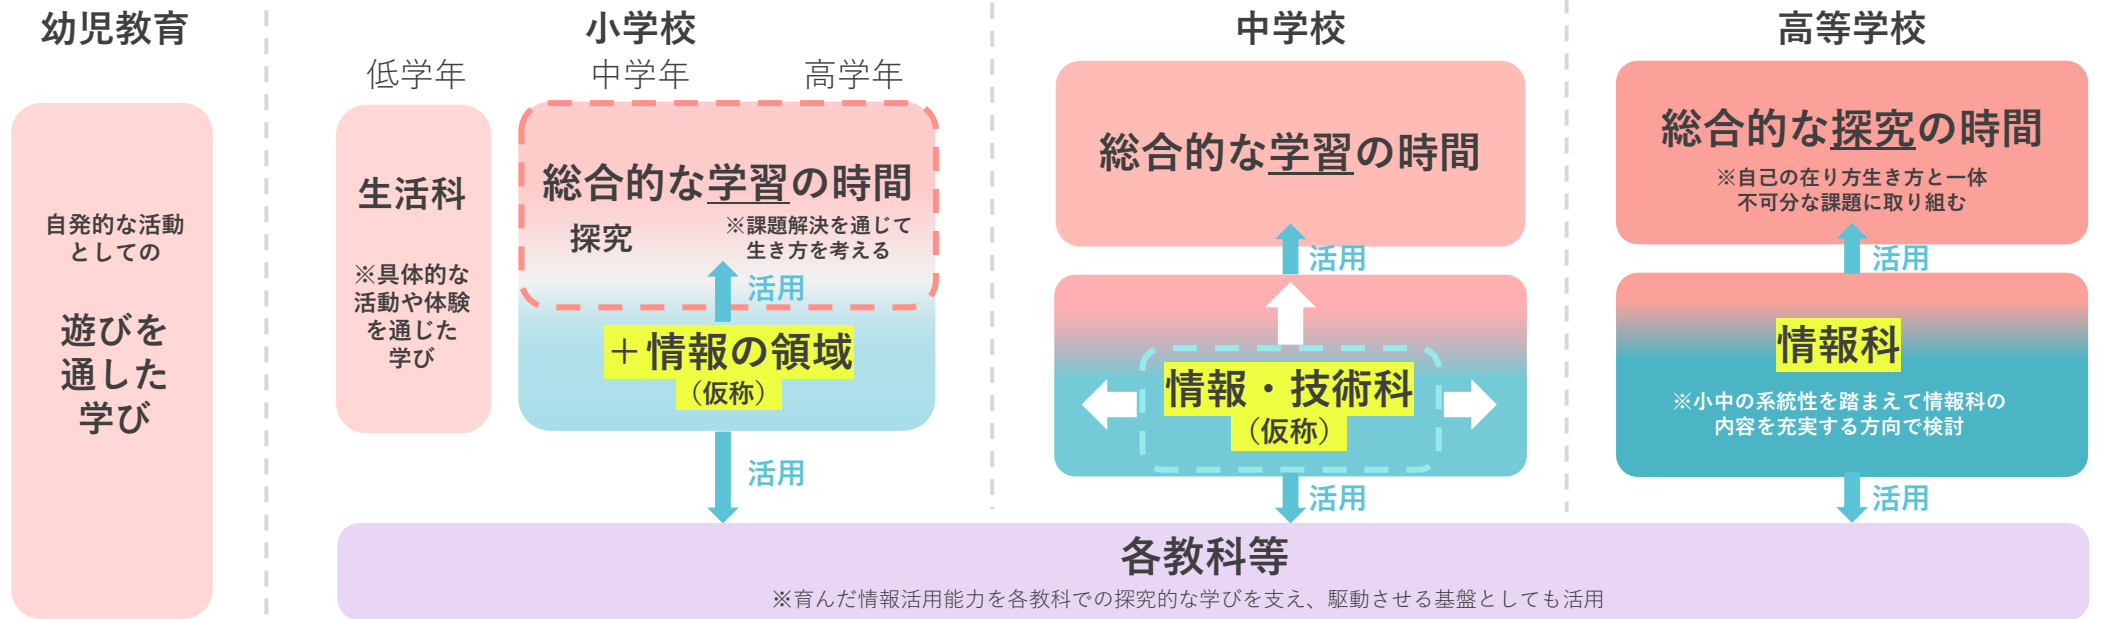 幼児教育
自発的な活動
としての
遊びを
通した
学び
小学校
低学年
中学年
高学年
生活科
※具体的な
活動や体験
を通じた
学び
総合的な学習の時間
探究
※課題解決を通じて
生き方を考える
活用
＋情報の領域
（仮称）
活用
中学校
総合的な学習の時間
活用
情報・技術科
（仮称）
活用
高等学校
総合的な探究の時間
※自己の在り方生き方と一体
不可分な課題に取り組む
活用
情報科
※小中の系統性を踏まえて情報科の
内容を充実する方向で検討
活用
各教科等
※育んだ情報活用能力を各教科での探究的な学びを支え、駆動させる基盤としても活用